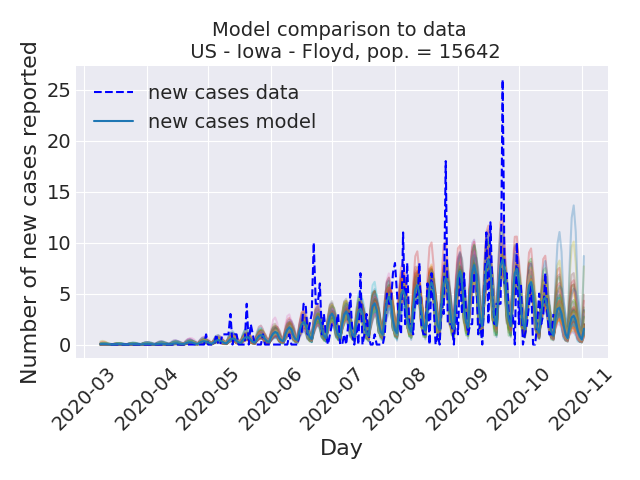 Model comparison to data
US - Iowa - Floyd, pop. = 15642
Number of new cases reported
25
20
15
10
5
0
new cases data
new cases model
2020-03
2020-04
2020-05
2020-06
2020-07
2020-08
2020-09
2020-10
2020-11
Day